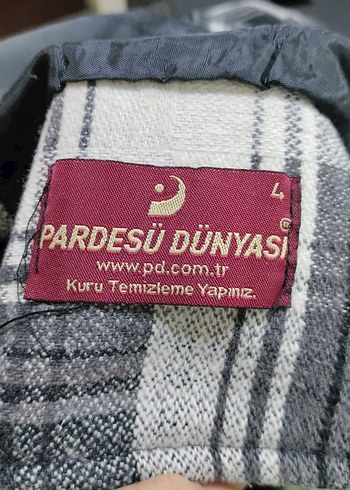 4
PARDESÜ DÜNYASI®
www.pd.com.tr
Kuru Temizleme Yapınız.